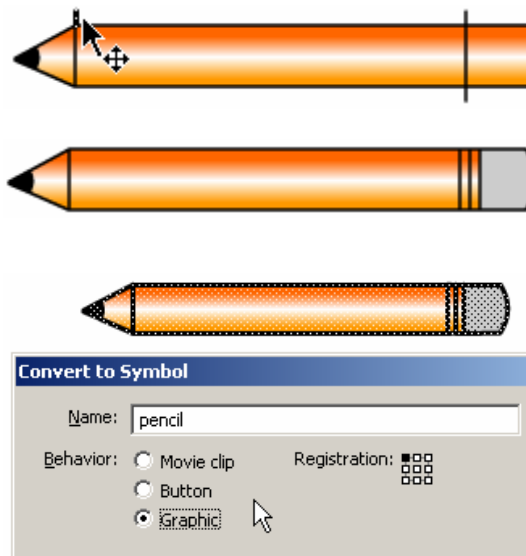 Convert to Symbol
Name: pencil
Behavior: Movie clip Registration:
Button
Graphic